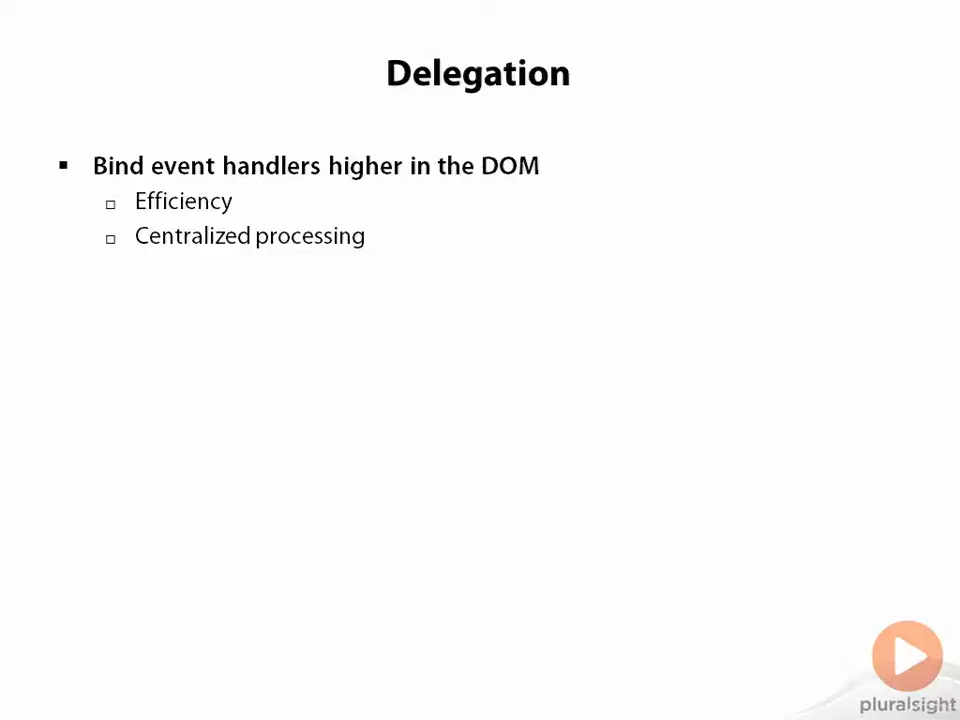 Delegation
Bind event handlers higher in the DOM
Efficiency
Centralized processing
pluralsight